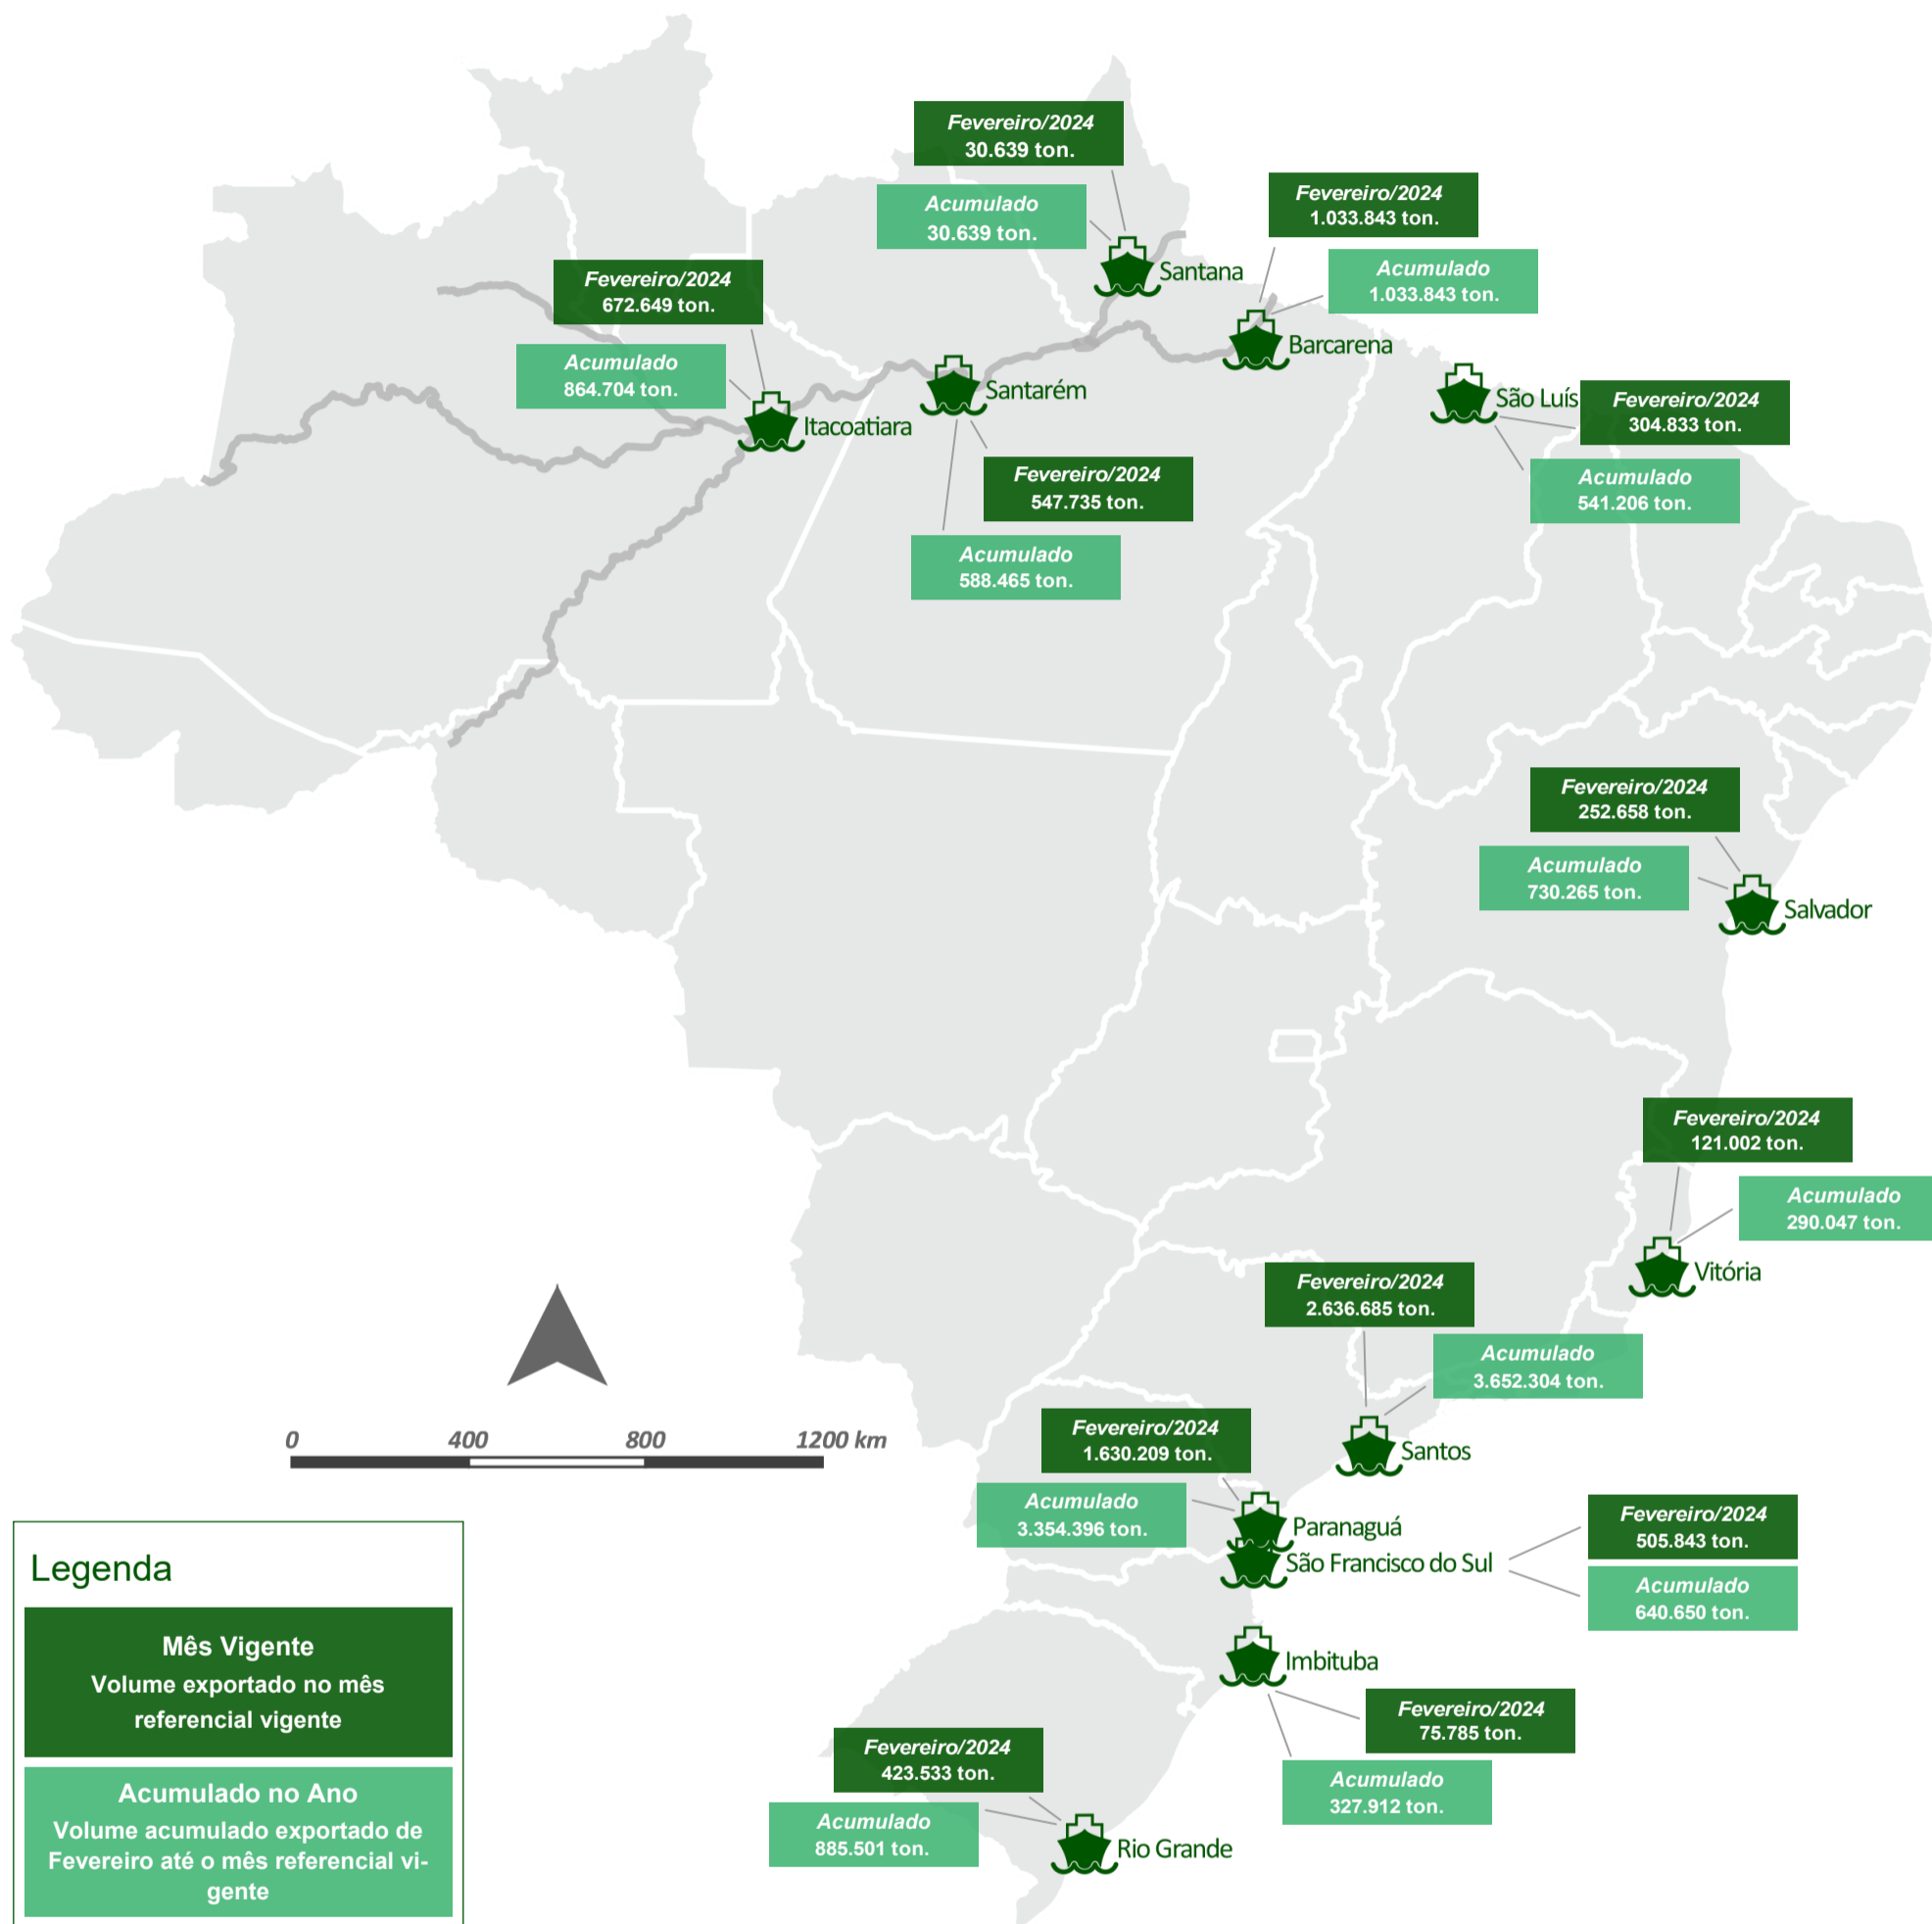 Fevereiro/2024
30.639 ton.
Acumulado
30.639 ton.
Santana
Fevereiro/2024
1.033.843 ton.
Acumulado
1.033.843 ton.
Barcarena
Fevereiro/2024
672.649 ton.
Acumulado
864.704 ton.
Itacoatiara
Santarém
Fevereiro/2024
547.735 ton.
Acumulado
588.465 ton.
São Luís
Fevereiro/2024
304.833 ton.
Acumulado
541.206 ton.
Fevereiro/2024
252.658 ton.
Acumulado
730.265 ton.
Salvador
Fevereiro/2024
121.002 ton.
Acumulado
290.047 ton.
Vitória
Fevereiro/2024
2.636.685 ton.
Acumulado
3.652.304 ton.
Santos
Fevereiro/2024
1.630.209 ton.
Acumulado
3.354.396 ton.
Paranaguá
São Francisco do Sul
Fevereiro/2024
505.843 ton.
Acumulado
640.650 ton.
Imbituba
Fevereiro/2024
75.785 ton.
Acumulado
327.912 ton.
Fevereiro/2024
423.533 ton.
Acumulado
885.501 ton.
Rio Grande
0 400 800 1200 km
Legenda
Mês Vigente
Volume exportado no mês
referencial vigente
Acumulado no Ano
Volume acumulado exportado de
Fevereiro até o mês referencial vi-
gente